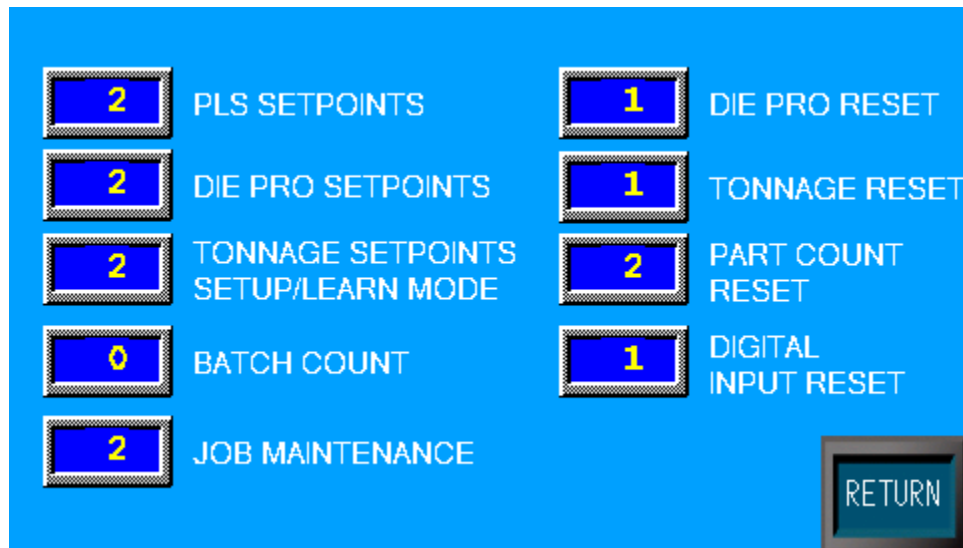 2 PLS SETPOINTS
2 DIE PRO SETPOINTS
2 TONNAGE SETPOINTS
SETUP/LEARN MODE
0 BATCH COUNT
2 JOB MAINTENANCE
1 DIE PRO RESET
1 TONNAGE RESET
2 PART COUNT
RESET
1 DIGITAL
INPUT RESET
RETURN